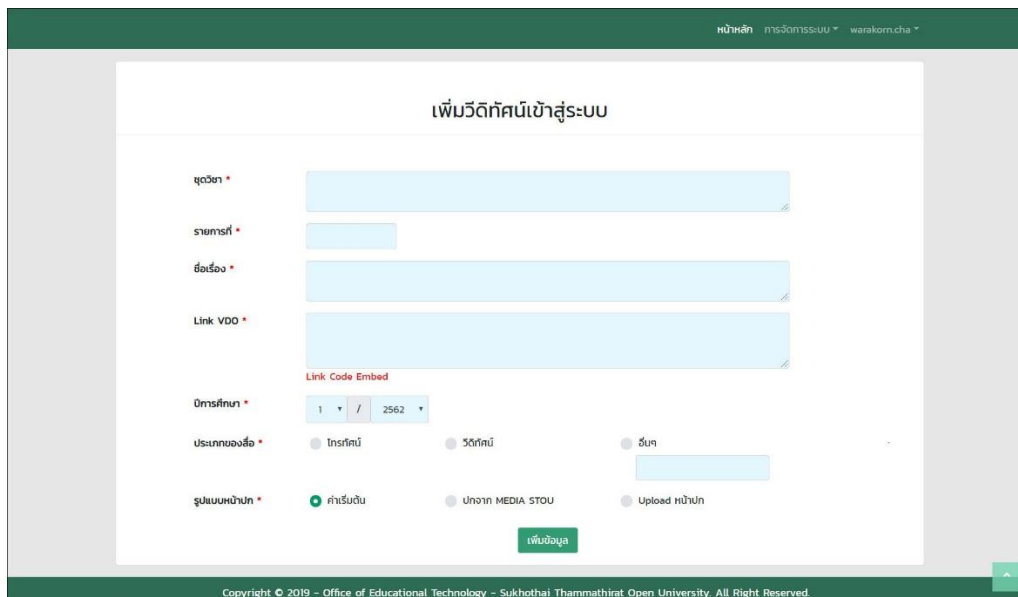 หน้าหลัก การจัดการระบบ warakorn.cha
เพิ่มวีดิทัศน์เข้าสู่ระบบ
ชุดวิชา *
รายการที่ *
ชื่อเรื่อง *
Link VDO *
Link Code Embed
ปีการศึกษา * 1 / 2562
ประเภทของสื่อ * โทรทัศน์ วีดิทัศน์ อื่นๆ
รูปแบบหน้าปก * ค่าเริ่มต้น ปกจาก MEDIA STOU Upload หน้าปก
เพิ่มข้อมูล
Copyright © 2019 - Office of Educational Technology - Sukhothai Thammathirat Open University. All Right Reserved.